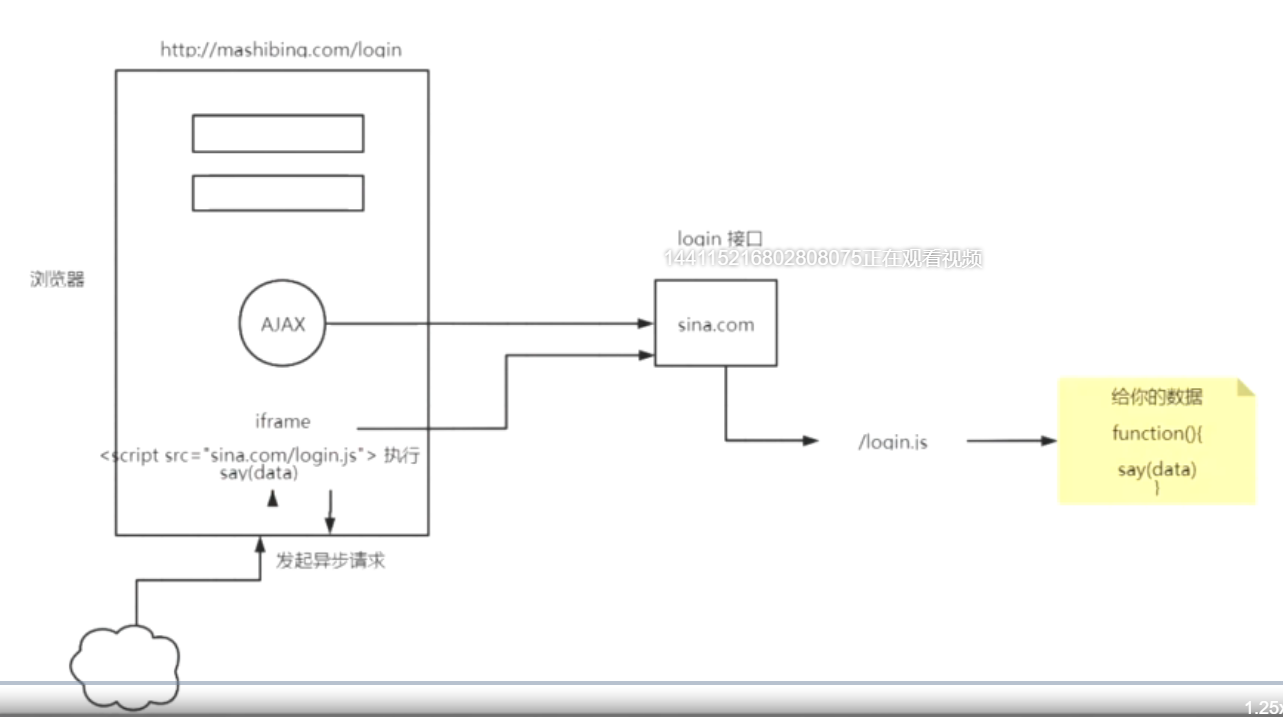 http://mashibing.com/login
login 接口
144115216802808075正在观看视频
浏览器
AJAX
sina.com
给你的数据
function(){
say(data)
}
/login.js
iframe
<script src="sina.com/login.js"> 执行
say(data)
发起异步请求
1.25x